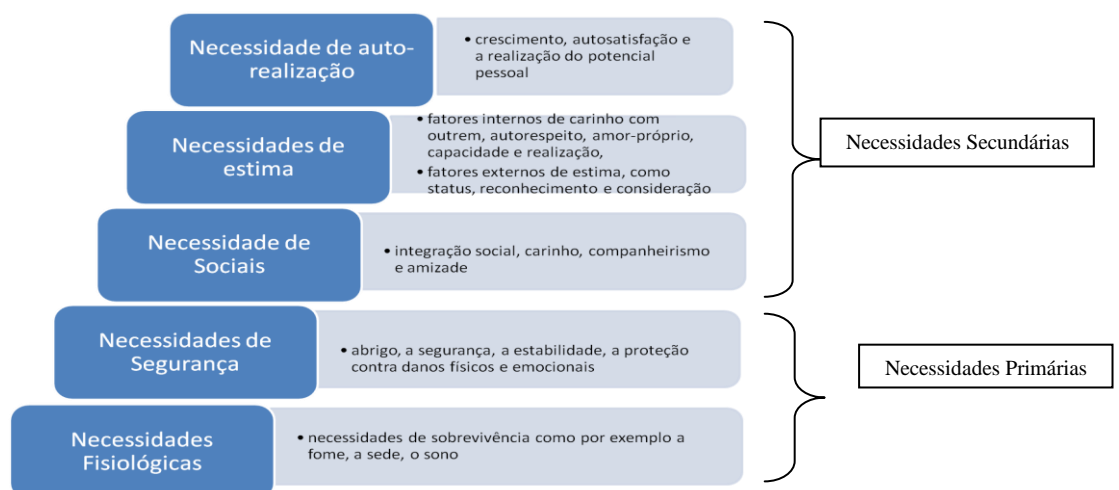 Necessidade de auto-
realização
• crescimento, autosatisfação e
a realização do potencial
pessoal
Necessidades de
estima
• fatores internos de carinho com
outrem, autorespeito, amor-próprio,
capacidade e realização,
• fatores externos de estima, como
status, reconhecimento e consideração
Necessidades Secundárias
Necessidade de
Sociais
• integração social, carinho, companheirismo
e amizade
Necessidades de
Segurança
• abrigo, a segurança, a estabilidade, a proteção
contra danos físicos e emocionais
Necessidades Primárias
Necessidades
Fisiológicas
• necessidades de sobrevivência como por exemplo a
fome, a sede, o sono